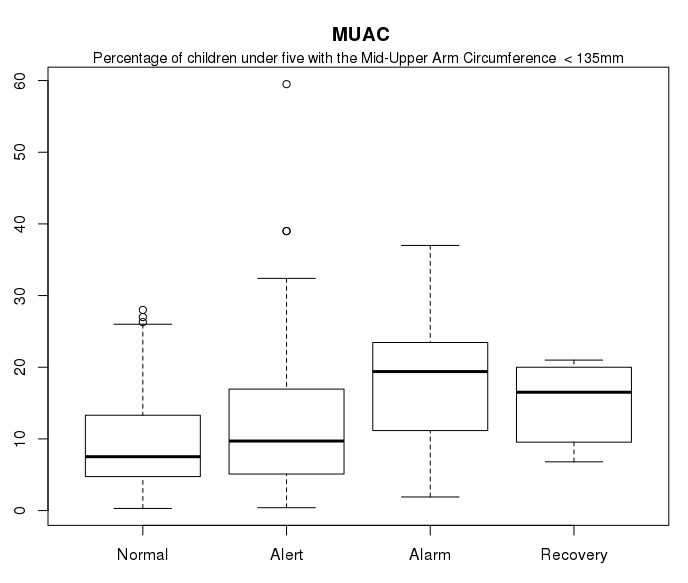 MUAC
Percentage of children under five with the Mid-Upper Arm Circumference < 135mm
60
50
40
30
20
10
0
Normal Alert Alarm Recovery